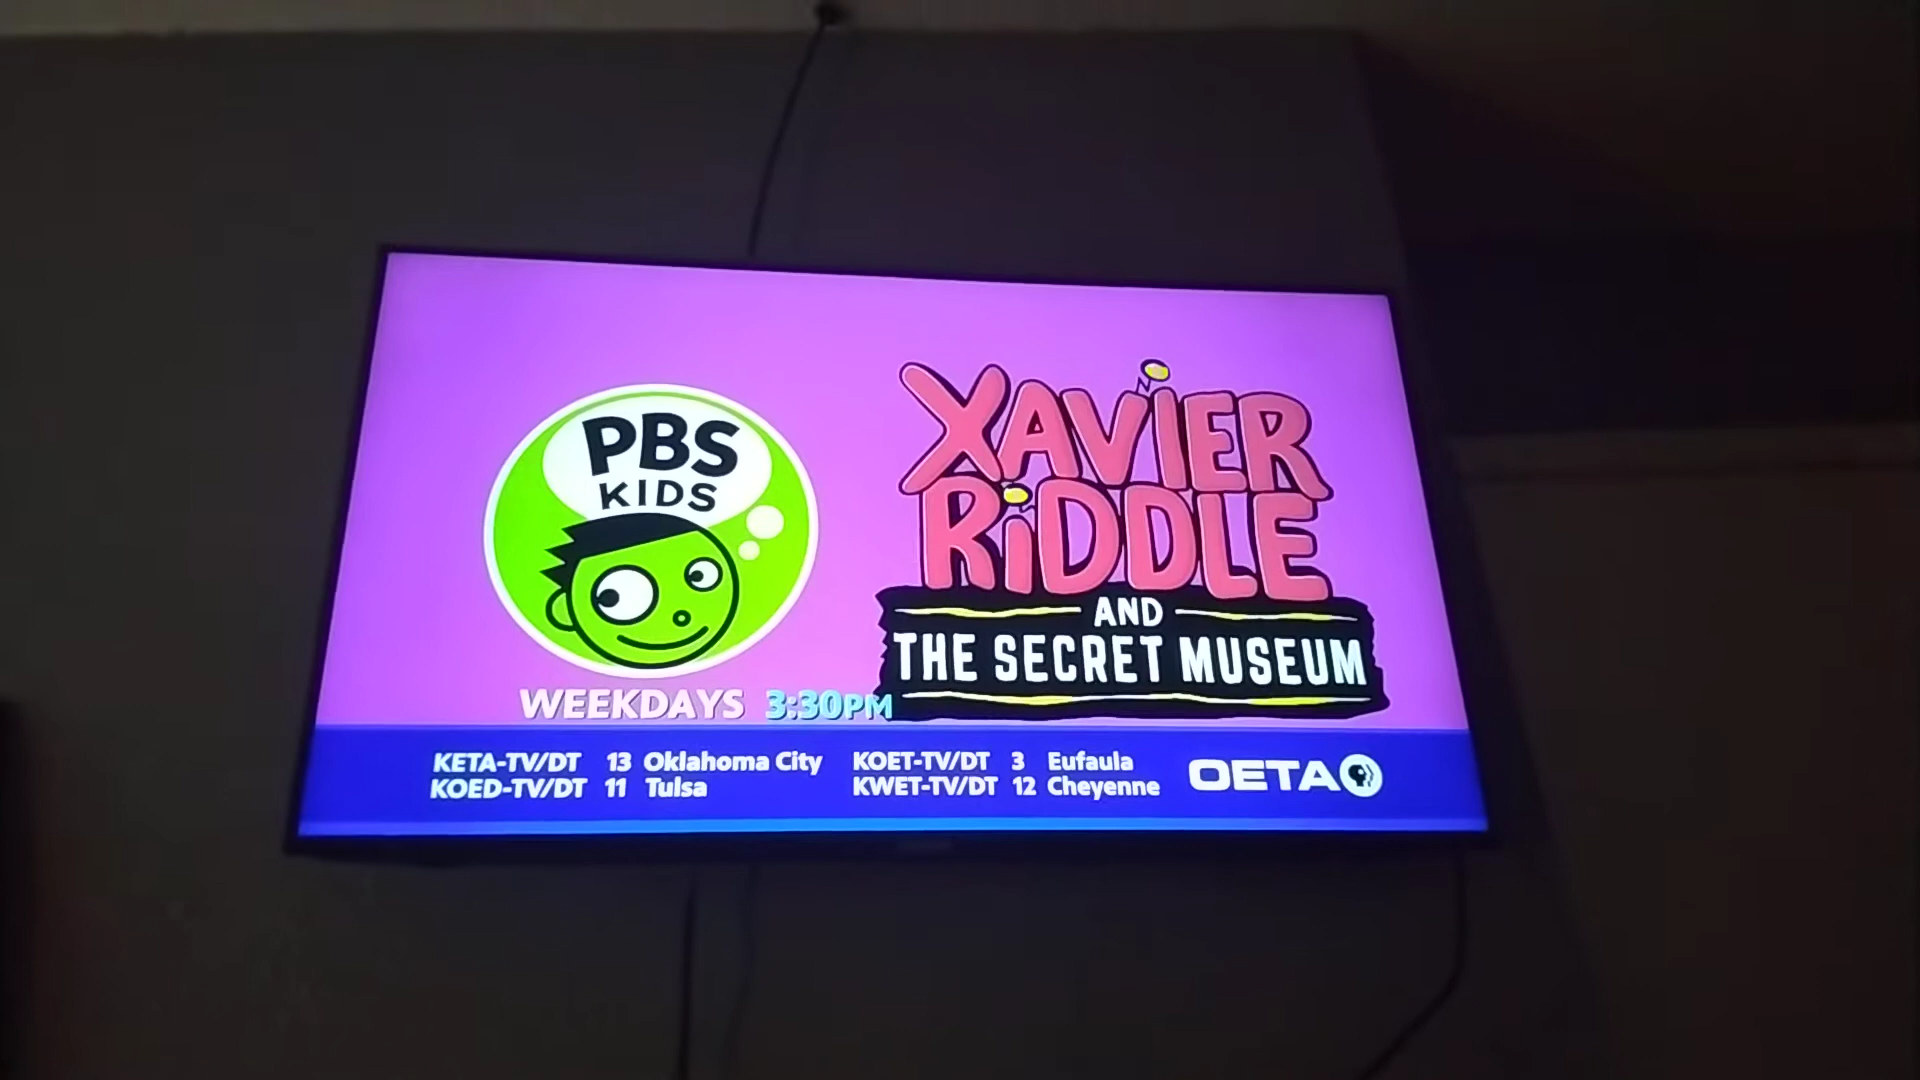 PBS
KIDS
XAVIER
RiDDLE
AND
THE SECRET MUSEUM
WEEKDAYS 3:30PM
KETA-TV/DT 13 Oklahoma City
KOED-TV/DT 11 Tulsa
KOET-TV/DT 3 Eufaula
KWET-TV/DT 12 Cheyenne
OETA